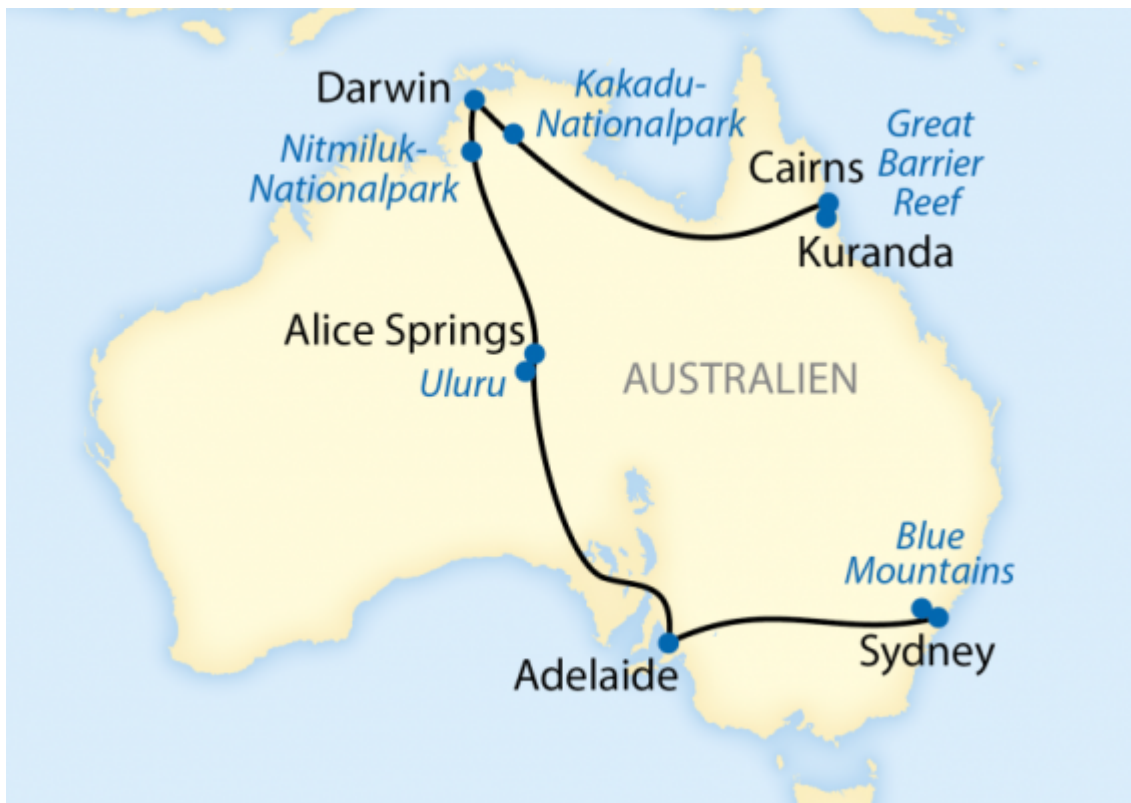 Darwin
Kakadu-
Nationalpark
Nitmiluk-
Nationalpark
Great
Barrier
Reef
Cairns
Kuranda
Alice Springs
Uluru
AUSTRALIEN
Blue
Mountains
Sydney
Adelaide